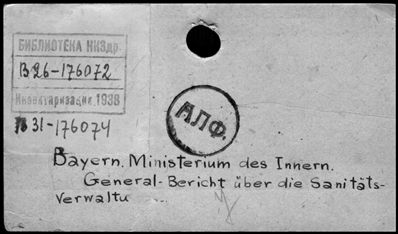 БИБЛИОТЕКА НКЗдр.
В26-176072
Инвентаризация 1938
В 31-176074
АЛФ.
Bayern. Ministerium des Innern.
General-Bericht über die Sanitäts-
verwaltu